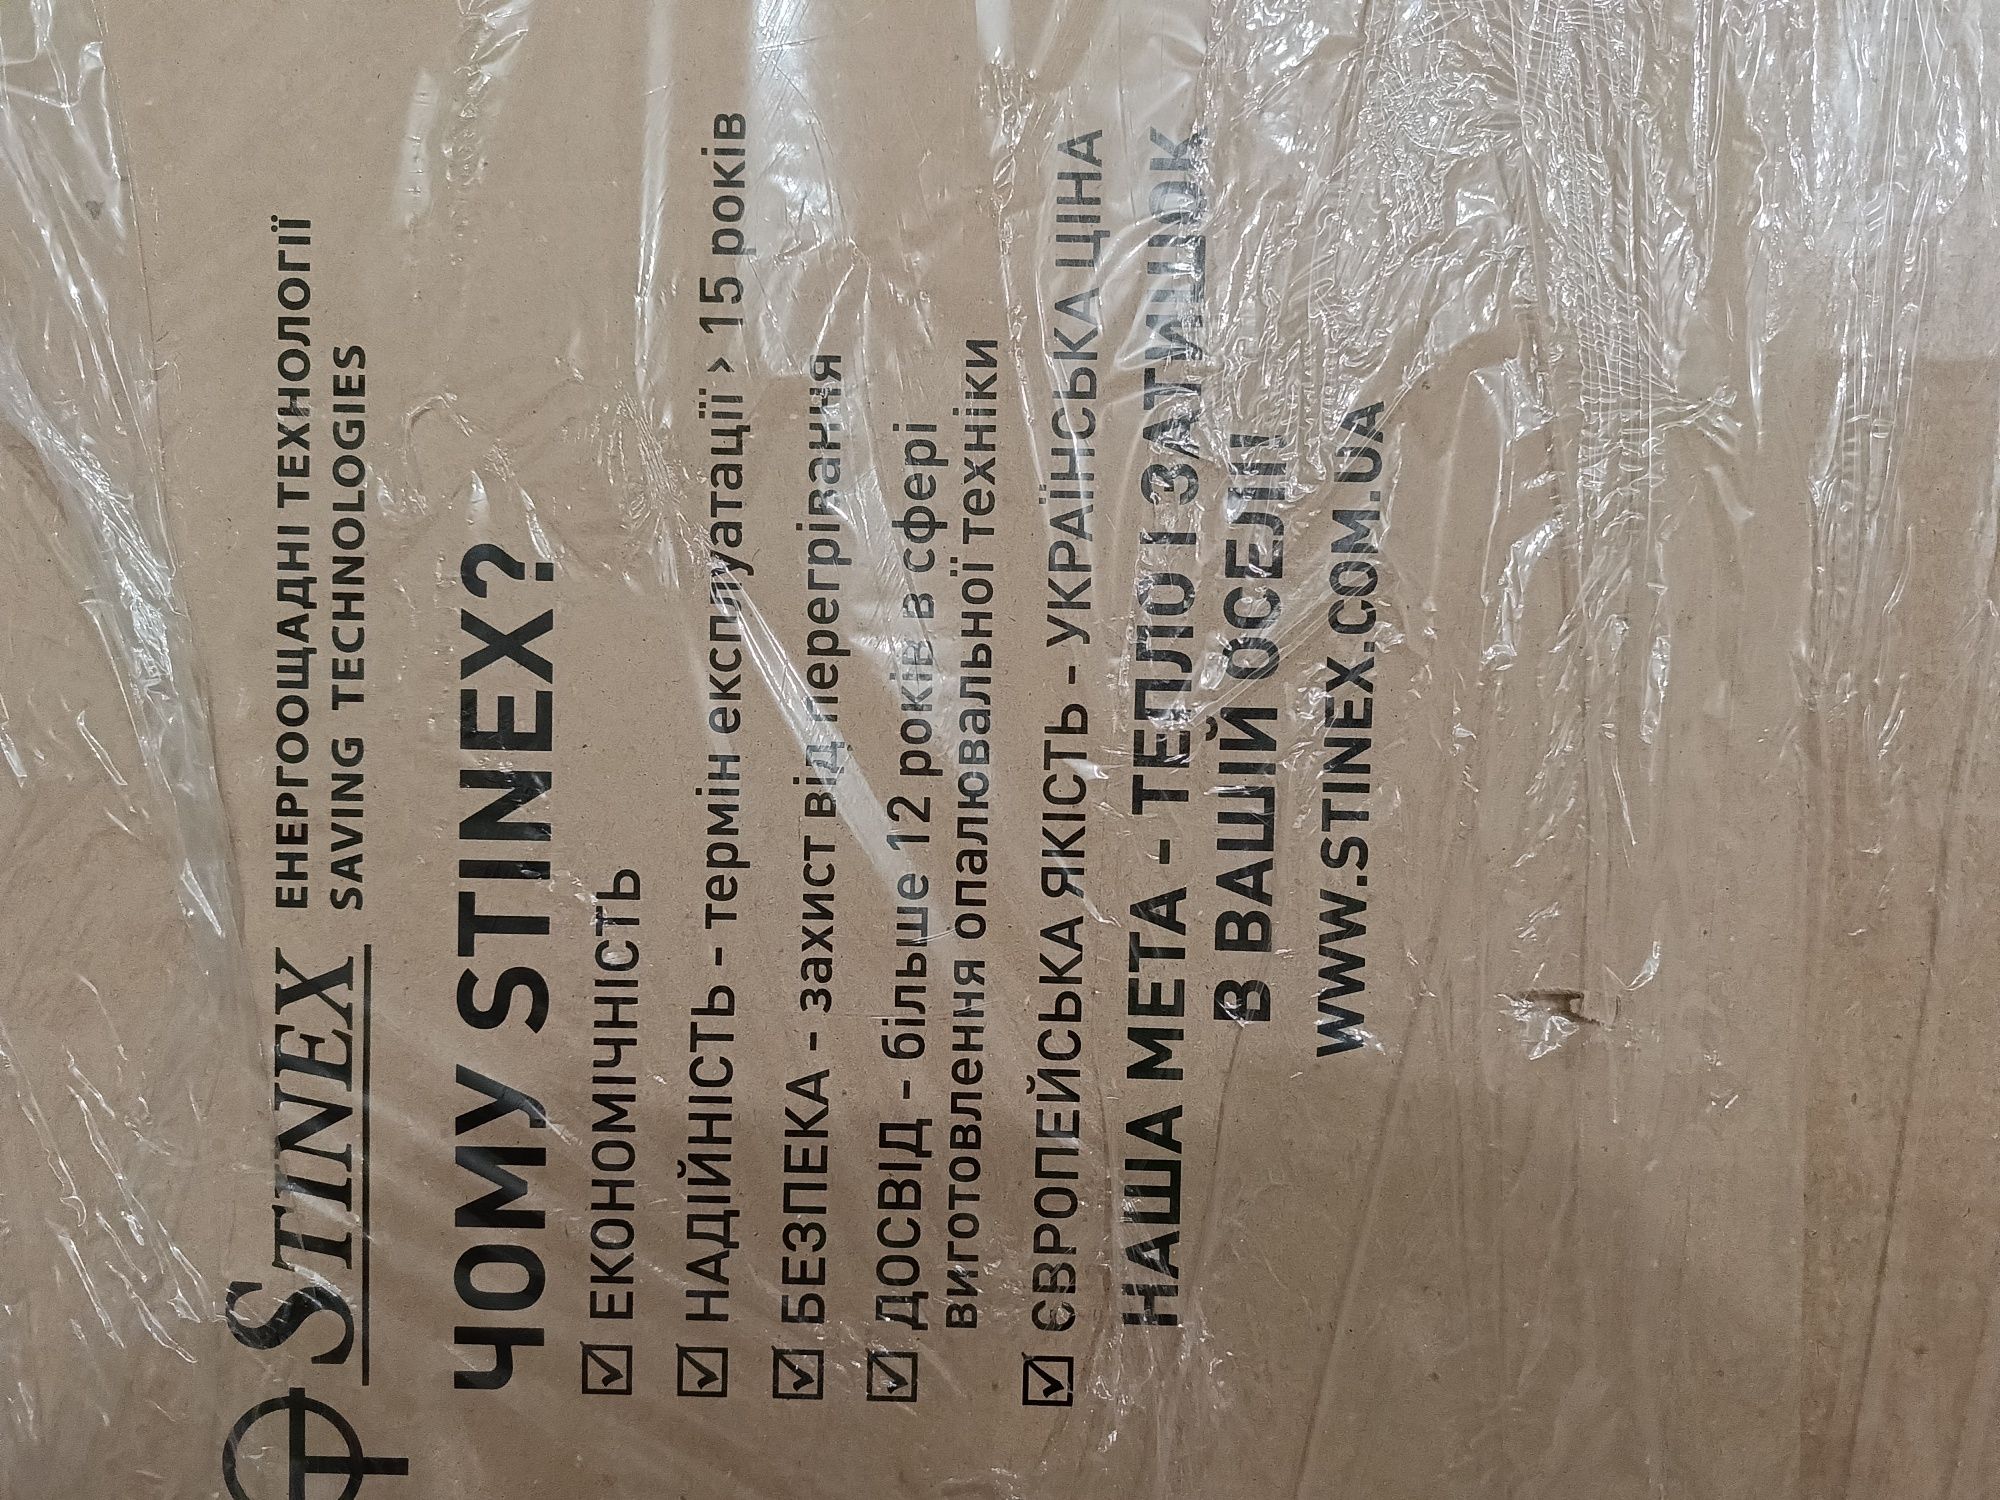 STINEX
ЕНЕРГООЩАДНІ ТЕХНОЛОГІЇ
SAVING TECHNOLOGIES
ЧОМУ STINEX?
☑ ЕКОНОМІЧНІСТЬ
☑ НАДІЙНІСТЬ - термін експлуатації > 15 років
☑ БЕЗПЕКА - захист від перегрівання
☑ ДОСВІД - більше 12 років в сфері
виготовлення опалювальної техніки
☑ ЄВРОПЕЙСЬКА ЯКІСТЬ - УКРАЇНСЬКА ЦІНА
НАША МЕТА - ТЕПЛО І ЗАТИШОК
В ВАШІЙ ОСЕЛІ!
WWW.STINEX.COM.UA